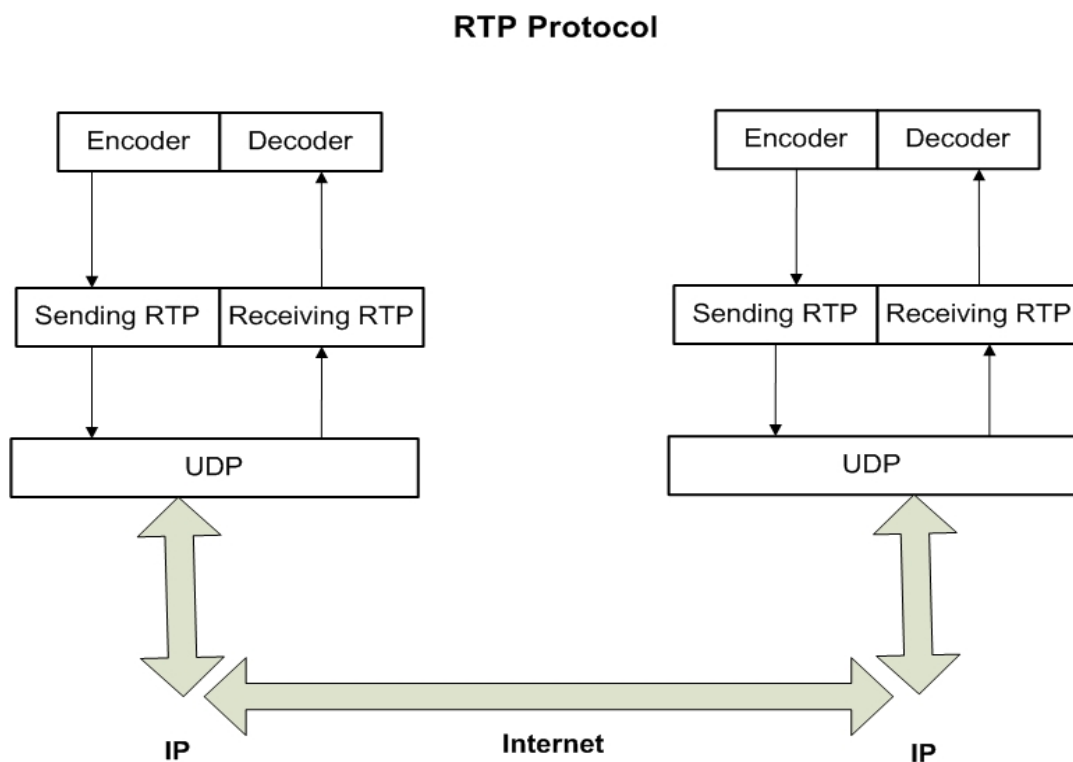 RTP Protocol
Encoder Decoder
Encoder Decoder
Sending RTP Receiving RTP
Sending RTP Receiving RTP
UDP
UDP
IP
Internet
IP